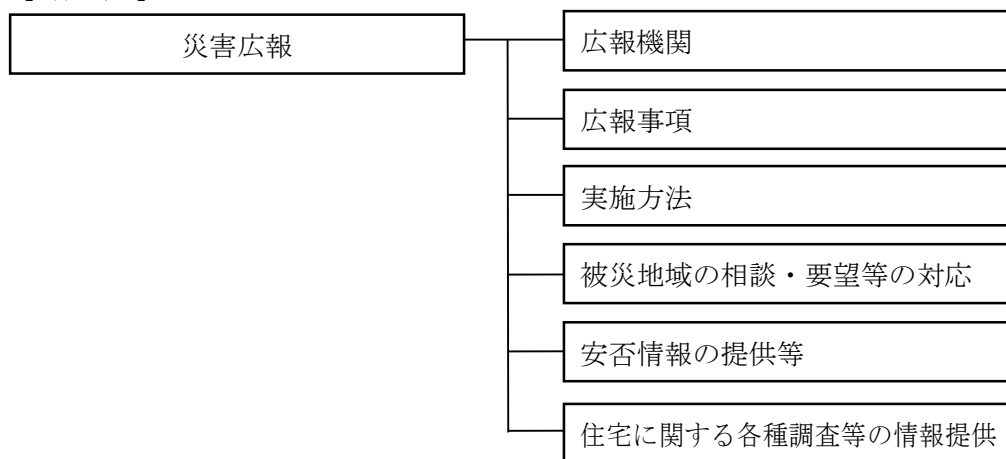 災害広報
広報機関
広報事項
実施方法
被災地域の相談・要望等の対応
安否情報の提供等
住宅に関する各種調査等の情報提供